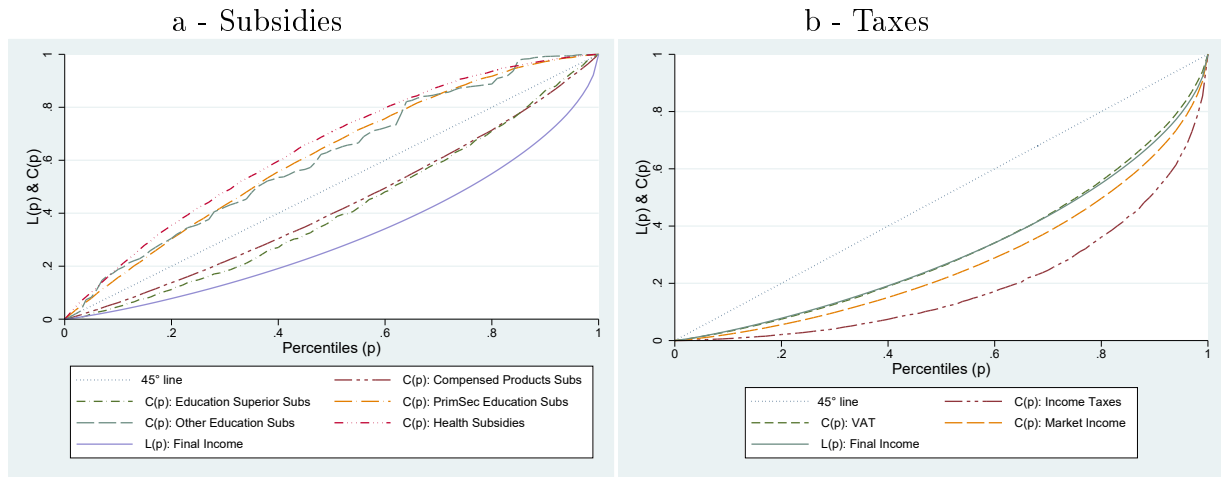 a - Subsidies
L(p) & C(p)
0 .2 .4 .6 .8 1
0 .2 .4 .6 .8 1
Percentiles (p)
45° line
C(p): Compensed Products Subs
C(p): Education Superior Subs
C(p): PrimSec Education Subs
C(p): Other Education Subs
C(p): Health Subsidies
L(p): Final Income
b - Taxes
L(p) & C(p)
0 .2 .4 .6 .8 1
0 .2 .4 .6 .8 1
Percentiles (p)
45° line
C(p): Income Taxes
C(p): VAT
C(p): Market Income
L(p): Final Income